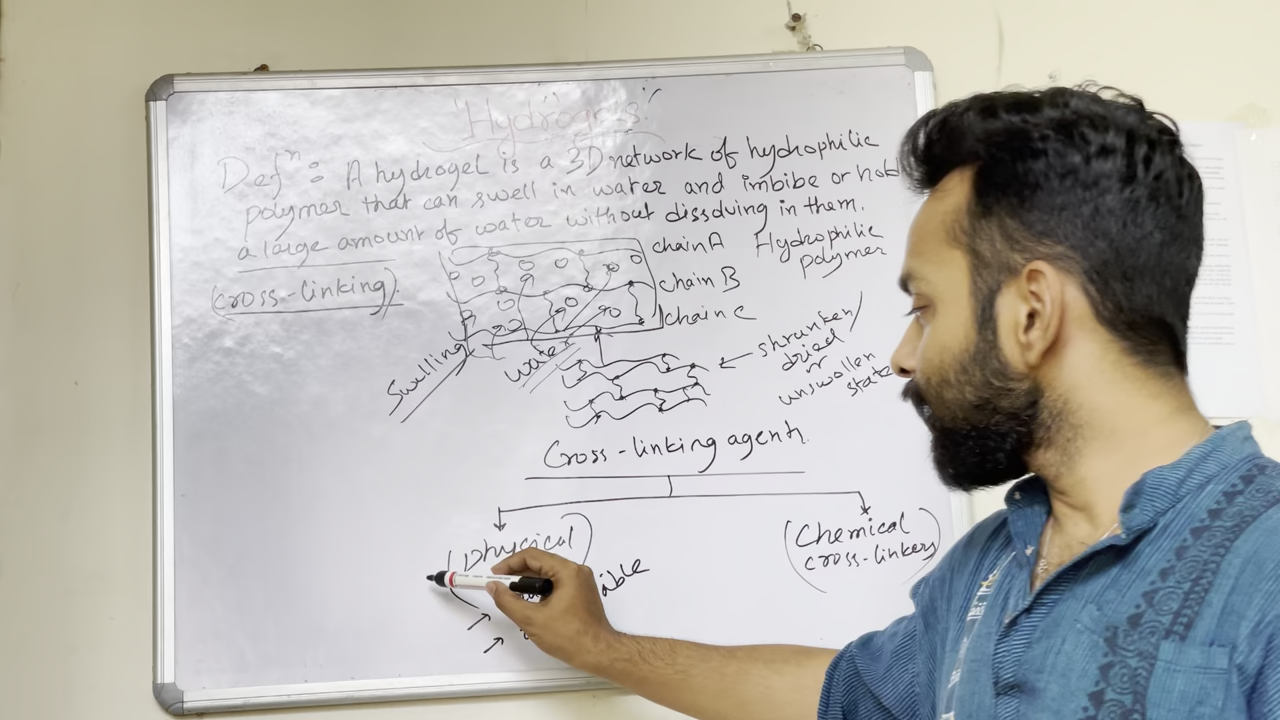 "Hydrogels"
Defⁿ : A hydrogel is a 3D network of hydrophilic
polymer that can swell in water and imbibe or hold
a large amount of water without dissolving in them.
(cross-linking).
chain A
Hydrophilic
polymer
chain B
chain C
swelling
water
shrunken/
dried
or
unswollen
state
Cross-linking agents.
(physical)
(Chemical
cross-linkers)